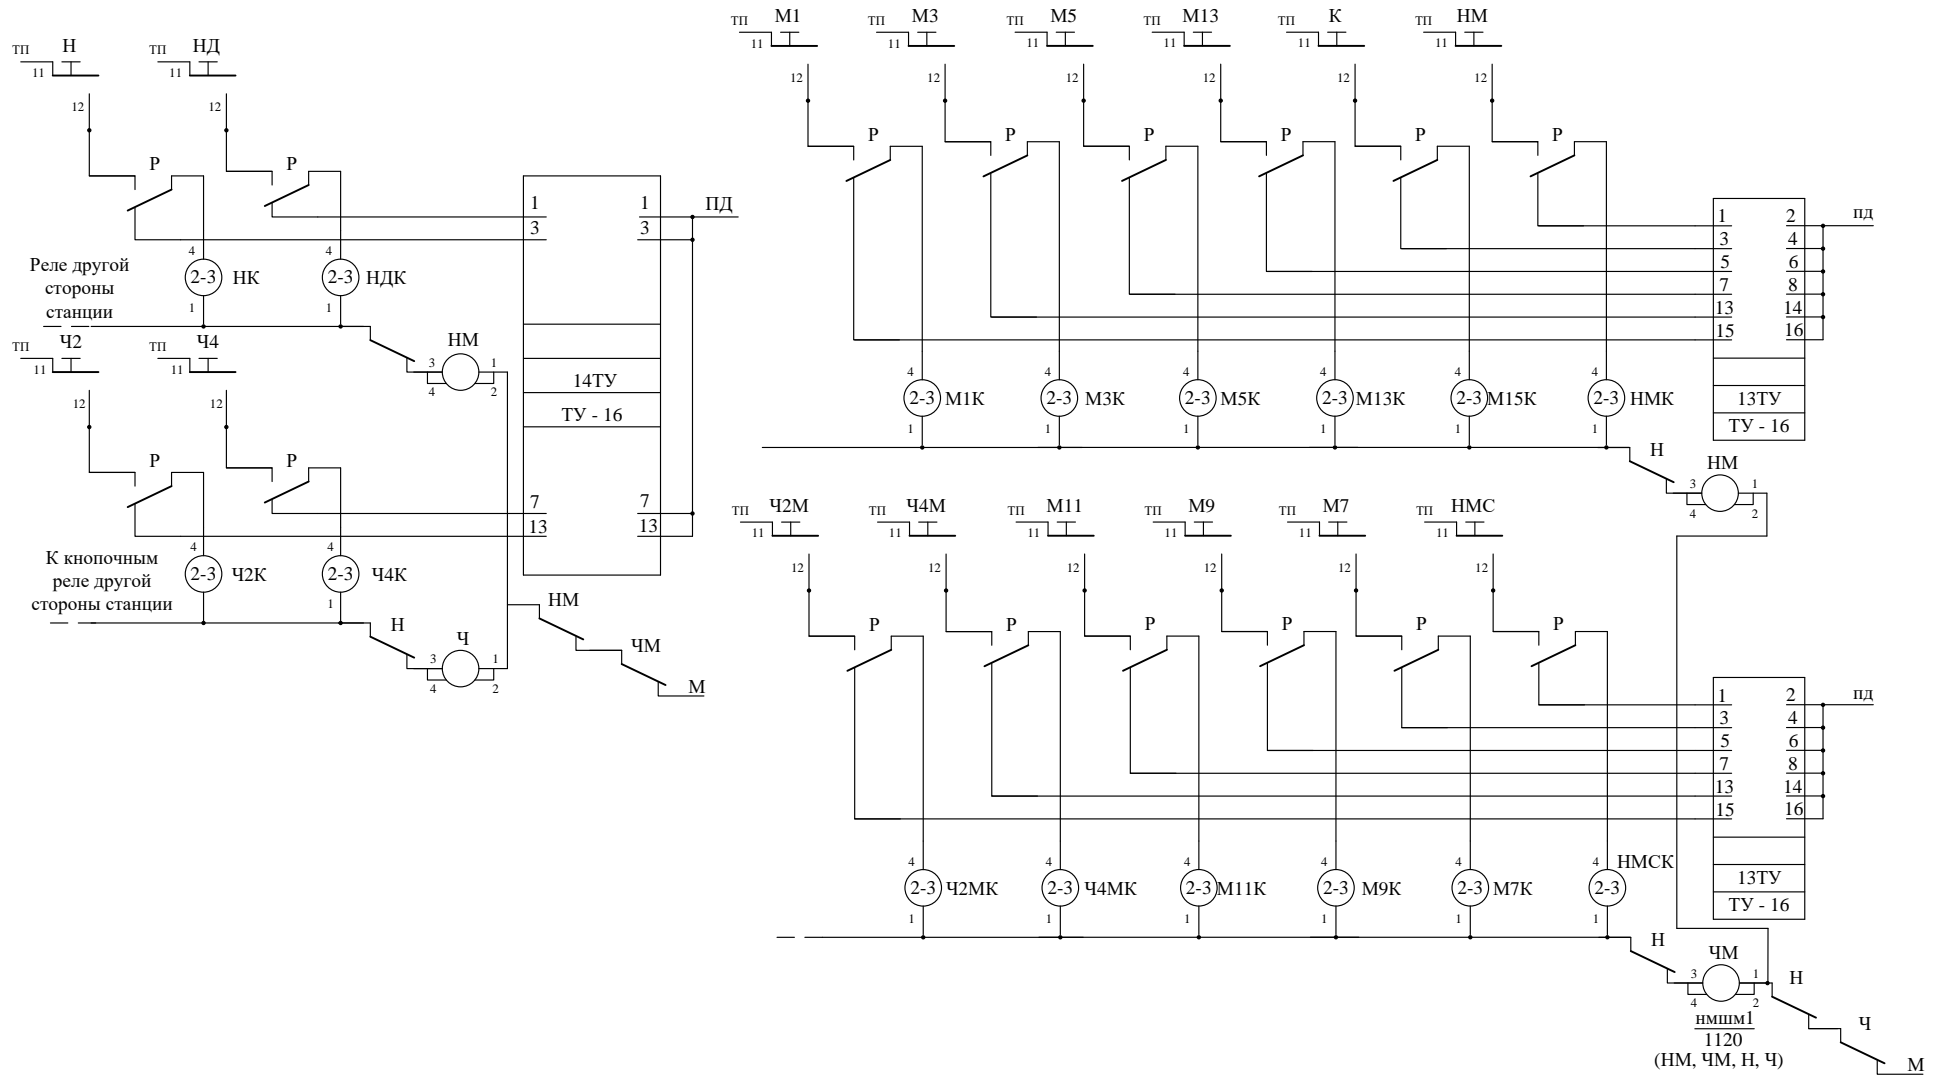 ТП Н
11
12
Р
ТП НД
11
12
Р
1 1 ПД
3 3
Реле другой
стороны
станции
4
2-3 НК
1
4
2-3 НДК
1
НМ
3 1
4 2
14ТУ
ТУ - 16
ТП Ч2
11
12
Р
ТП Ч4
11
12
Р
7 7
13 13
К кнопочным
реле другой
стороны станции
4
2-3 Ч2К
4
2-3 Ч4К
1
Н
Ч
3 1
4 2
НМ
ЧМ
М
ТП М1
11
12
Р
ТП М3
11
12
Р
ТП М5
11
12
Р
ТП М13
11
12
Р
ТП К
11
12
Р
ТП НМ
11
12
Р
1 2 ПД
3 4
5 6
7 8
13 14
15 16
13ТУ
ТУ - 16
4
2-3 М1К
1
4
2-3 М3К
1
4
2-3 М5К
1
4
2-3 М13К
1
4
2-3 М15К
1
4
2-3 НМК
1
Н
НМ
3 1
4 2
ТП Ч2М
11
12
Р
ТП Ч4М
11
12
Р
ТП М11
11
12
Р
ТП М9
11
12
Р
ТП М7
11
12
Р
ТП НМС
11
12
Р
1 2 ПД
3 4
5 6
7 8
13 14
15 16
13ТУ
ТУ - 16
4
2-3 Ч2МК
1
4
2-3 Ч4МК
1
4
2-3 М11К
1
4
2-3 М9К
1
4
2-3 М7К
1
4 НМСК
2-3
1
Н
ЧМ
3 1
4 2
Н
Ч
М
нмшм1
1120
(НМ, ЧМ, Н, Ч)